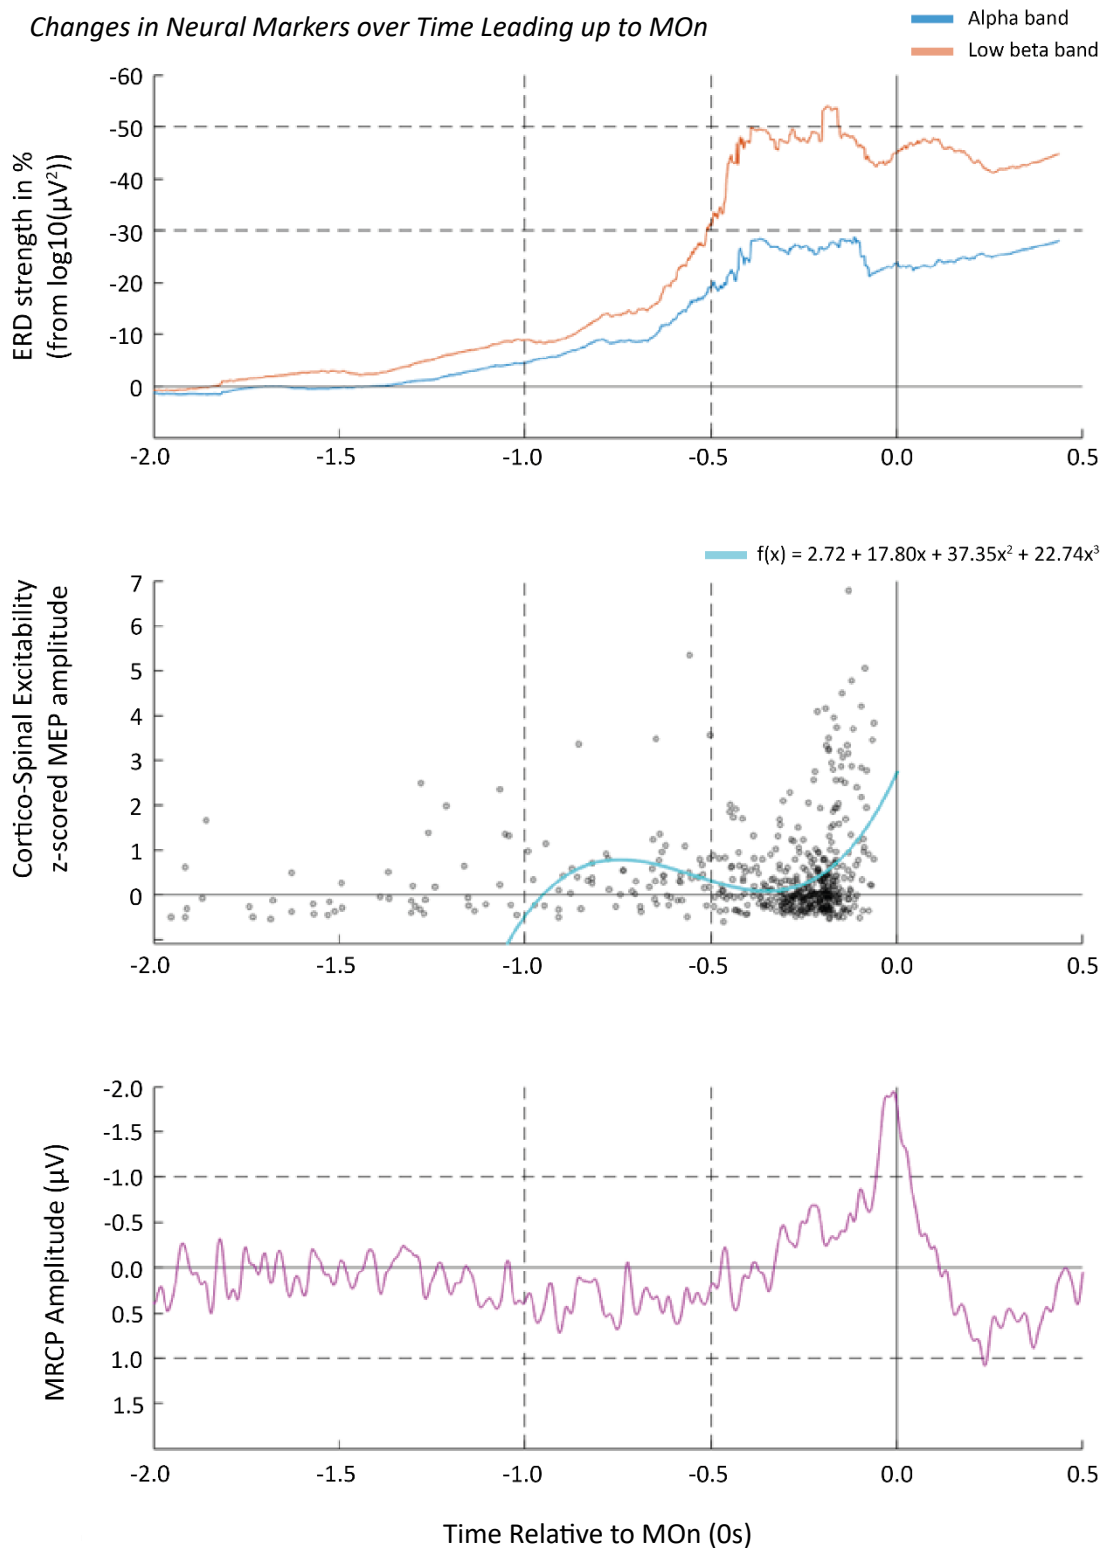 Changes in Neural Markers over Time Leading up to MOn
Alpha band
Low beta band
ERD strength in %
(from log10(µV²))
-60
-50
-40
-30
-20
-10
0
-2.0 -1.5 -1.0 -0.5 0.0 0.5
f(x) = 2.72 + 17.80x + 37.35x² + 22.74x³
Cortico-Spinal Excitability
z-scored MEP amplitude
7
6
5
4
3
2
1
0
-2.0 -1.5 -1.0 -0.5 0.0 0.5
MRCP Amplitude (µV)
-2.0
-1.5
-1.0
-0.5
0.0
0.5
1.0
1.5
-2.0 -1.5 -1.0 -0.5 0.0 0.5
Time Relative to MOn (0s)